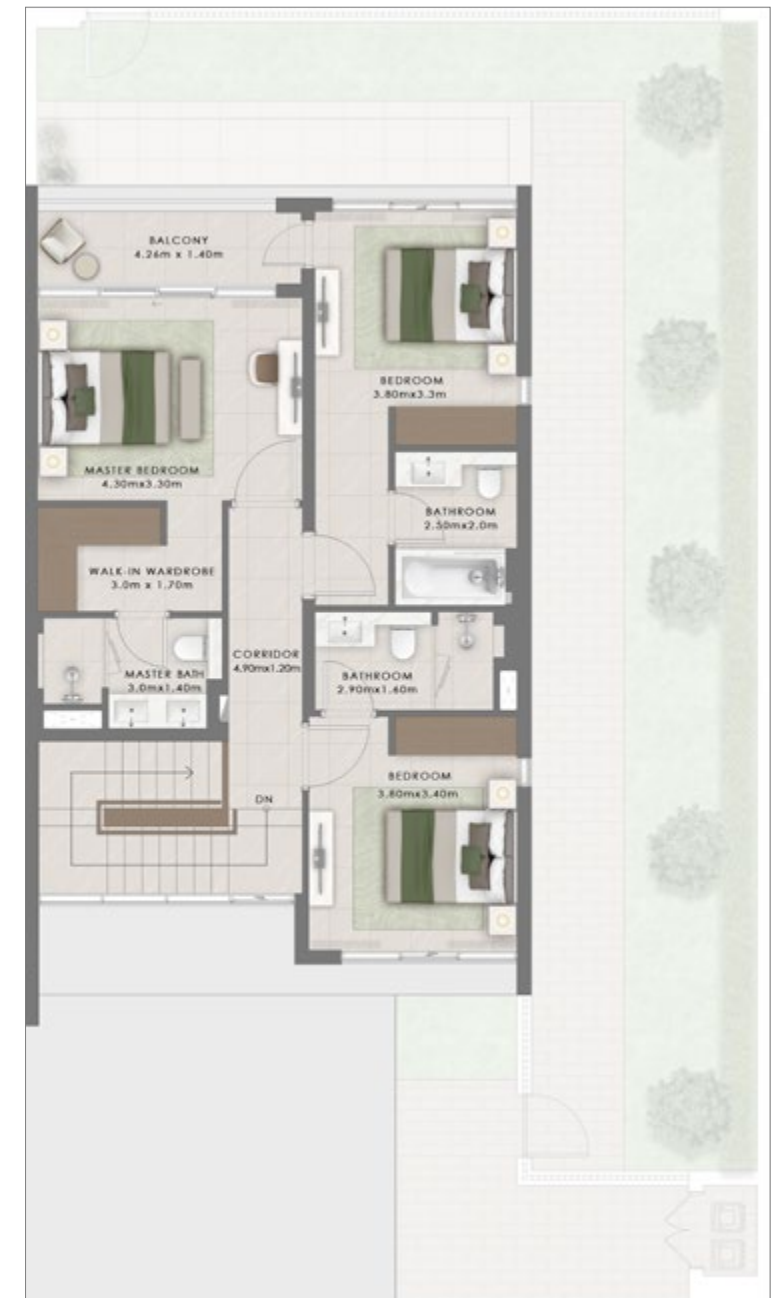 BALCONY
4.26m x 1.40m
BEDROOM
3.80mx3.3m
MASTER BEDROOM
4.30mx3.30m
BATHROOM
2.50mx2.0m
WALK-IN WARDROBE
3.0m x 1.70m
CORRIDOR
4.90mx1.20m
MASTER BATH
3.0mx1.40m
BATHROOM
2.90mx1.60m
BEDROOM
3.80mx3.40m
DN